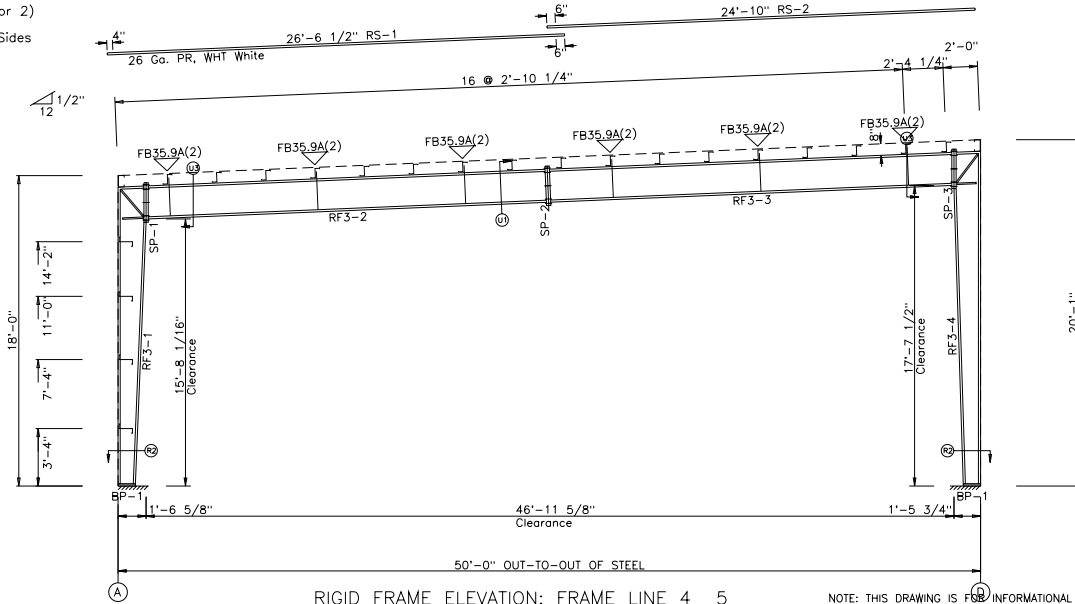 or 2)
Sides
4"
26'-6 1/2" RS-1
6"
24'-10" RS-2
26 Ga. PR, WHT White
6"
2'-0"
2'-4 1/4"
16 @ 2'-10 1/4"
1/2"
12
FB35.9A(2)
FB35.9A(2)
FB35.9A(2)
FB35.9A(2)
FB35.9A(2)
FB35.9A(2)
8"
U3
U3
SP-1
RF3-2
U1
SP-2
RF3-3
SP-3
18'-0"
14'-2"
11'-0"
7'-4"
3'-4"
RF3-1
15'-8 1/16"
Clearance
17'-7 1/2"
Clearance
RF3-4
20'-1"
R2
R2
BP-1
BP-1
1'-6 5/8"
46'-11 5/8"
Clearance
1'-5 3/4"
50'-0" OUT-TO-OUT OF STEEL
A
D
RIGID FRAME ELEVATION: FRAME LINE 4 5
NOTE: THIS DRAWING IS FOR INFORMATIONAL